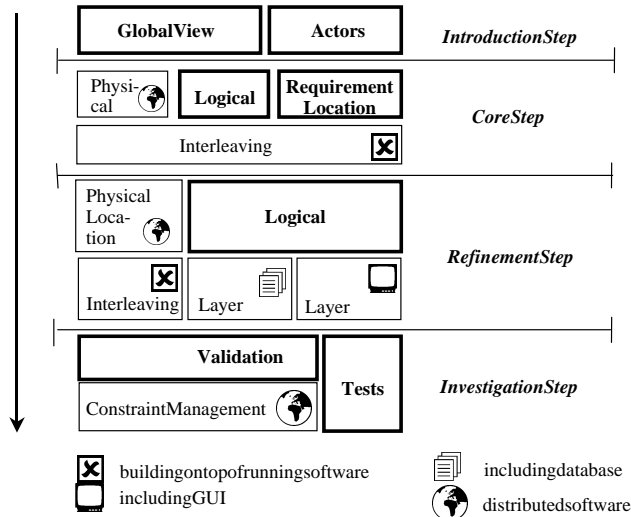 GlobalView
Actors
IntroductionStep
Physi-
cal
Logical
Requirement
Location
CoreStep
Interleaving
Physical
Loca-
tion
Logical
RefinementStep
Interleaving
Layer
Layer
Validation
Tests
InvestigationStep
ConstraintManagement
buildingontopofrunningsoftware
includingdatabase
includingGUI
distributedsoftware